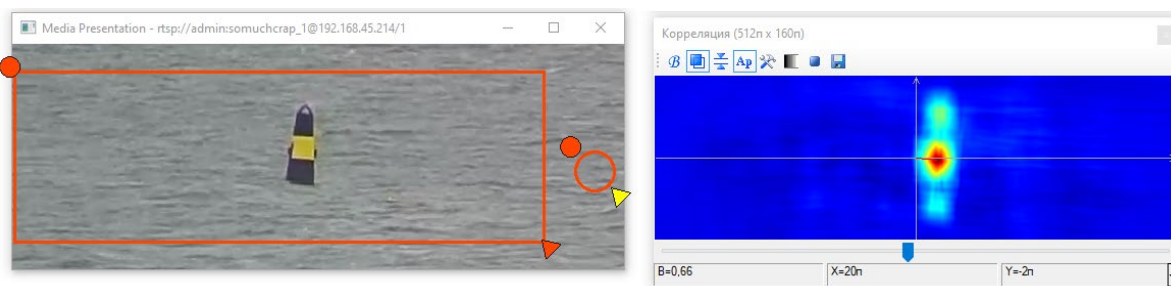 Media Presentation - rtsp://admin:somuchcrap_1@192.168.45.214/1
Корреляция (512п x 160п)
B
Ap
B=0,66
X=20п
Y=-2п